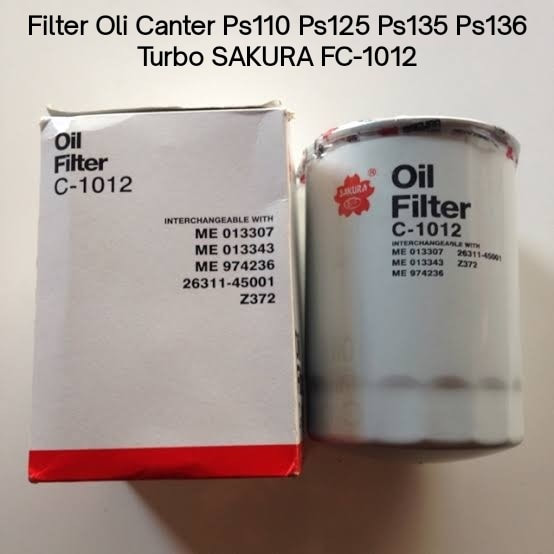 Filter Oli Canter Ps110 Ps125 Ps135 Ps136
Turbo SAKURA FC-1012
Oil
Filter
C-1012
INTERCHANGEABLE WITH
ME 013307
ME 013343
ME 974236
26311-45001
Z372
SAKURA
®
Oil
Filter
C-1012
INTERCHANGEABLE WITH
ME 013307 26311-45001
ME 013343 Z372
ME 974236